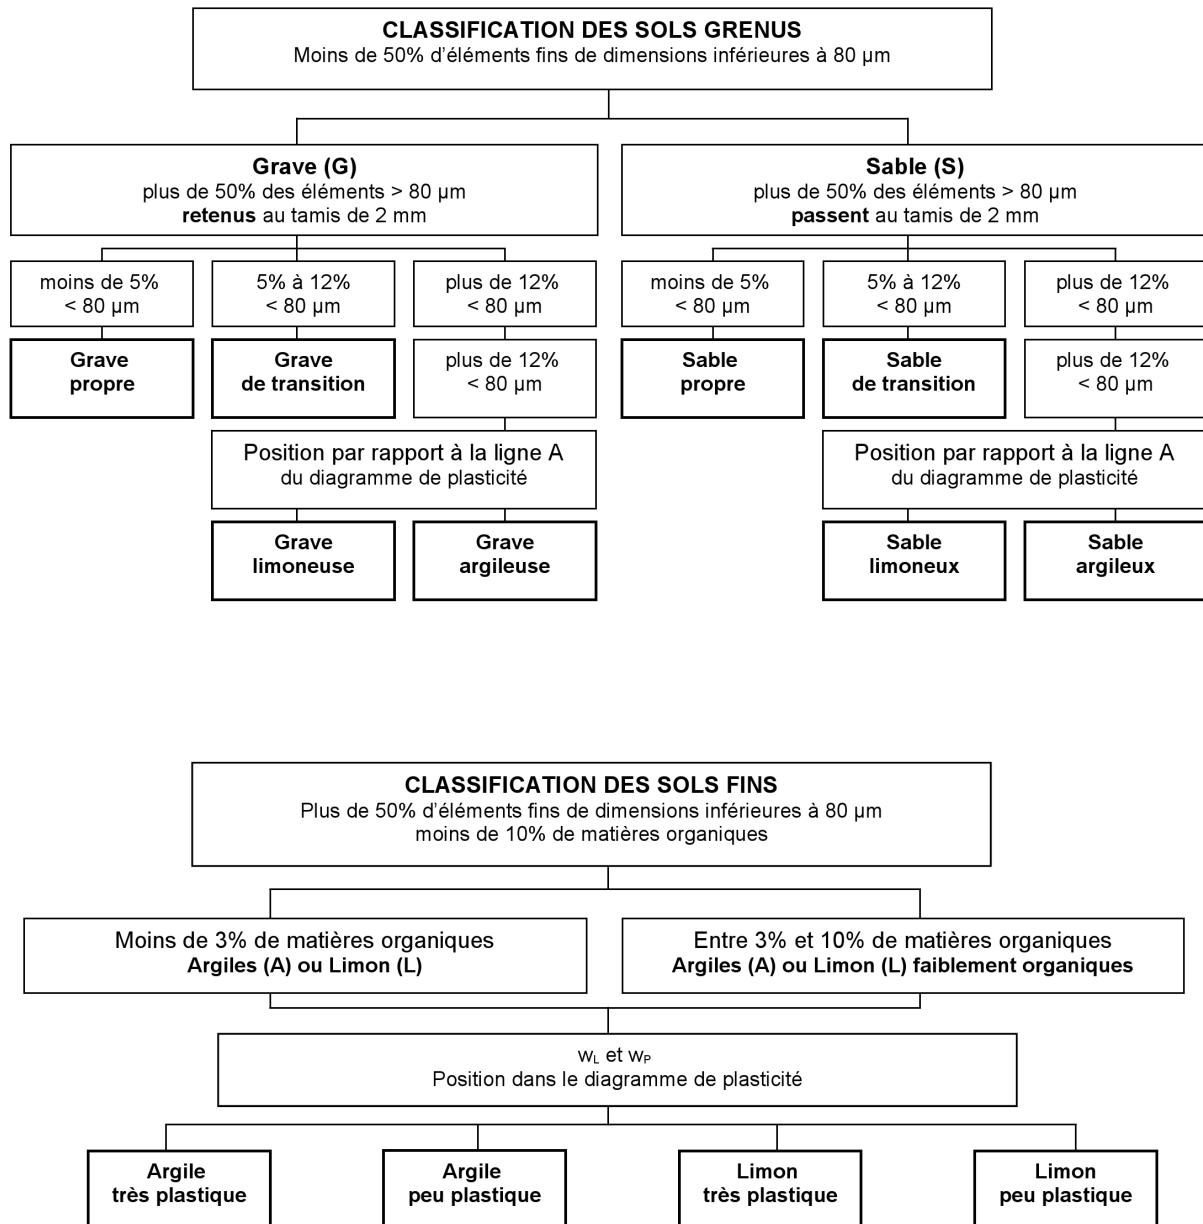 CLASSIFICATION DES SOLS GRENUS
Moins de 50% d'éléments fins de dimensions inférieures à 80 µm
Grave (G)
plus de 50% des éléments > 80 µm
retenus au tamis de 2 mm
Sable (S)
plus de 50% des éléments > 80 µm
passent au tamis de 2 mm
moins de 5%
< 80 µm
5% à 12%
< 80 µm
plus de 12%
< 80 µm
moins de 5%
< 80 µm
5% à 12%
< 80 µm
plus de 12%
< 80 µm
Grave
propre
Grave
de transition
plus de 12%
< 80 µm
Sable
propre
Sable
de transition
plus de 12%
< 80 µm
Position par rapport à la ligne A
du diagramme de plasticité
Position par rapport à la ligne A
du diagramme de plasticité
Grave
limoneuse
Grave
argileuse
Sable
limoneux
Sable
argileux
CLASSIFICATION DES SOLS FINS
Plus de 50% d'éléments fins de dimensions inférieures à 80 µm
moins de 10% de matières organiques
Moins de 3% de matières organiques
Argiles (A) ou Limon (L)
Entre 3% et 10% de matières organiques
Argiles (A) ou Limon (L) faiblement organiques
wL et wP
Position dans le diagramme de plasticité
Argile
très plastique
Argile
peu plastique
Limon
très plastique
Limon
peu plastique